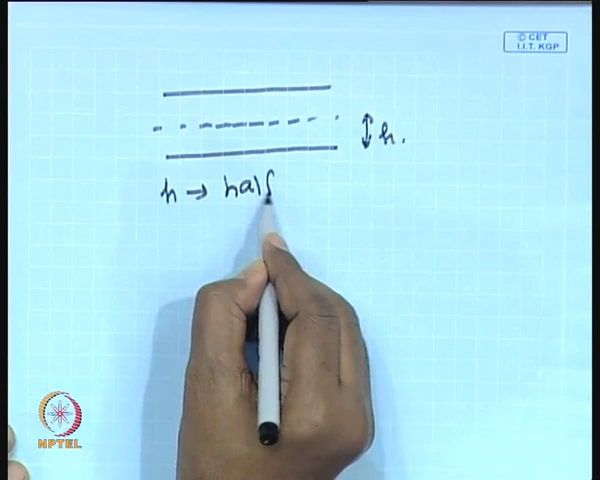 © CET
I.I.T. KGP
h.
h → half
NPTEL